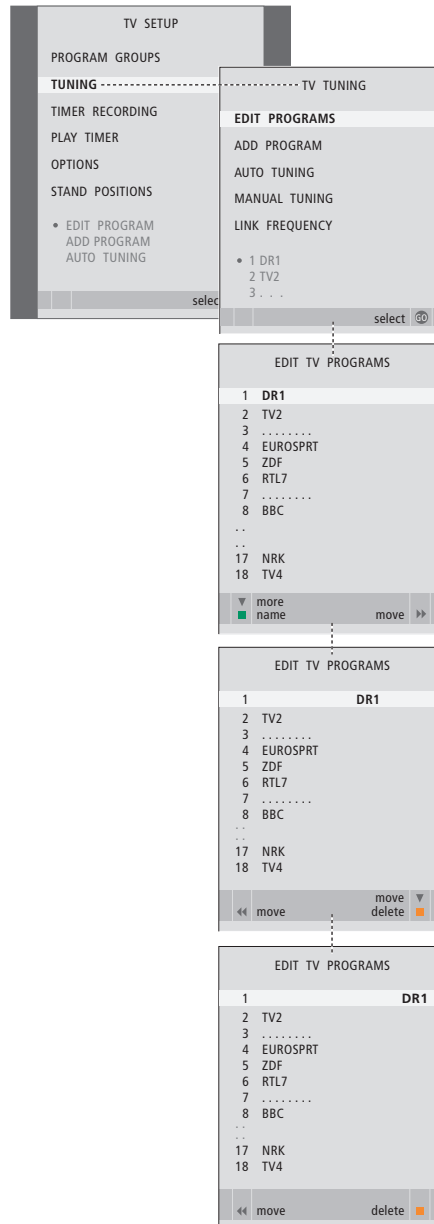 TV SETUP
PROGRAM GROUPS
TUNING
TIMER RECORDING
PLAY TIMER
OPTIONS
STAND POSITIONS
• EDIT PROGRAM
ADD PROGRAM
AUTO TUNING
selec
TV TUNING
EDIT PROGRAMS
ADD PROGRAM
AUTO TUNING
MANUAL TUNING
LINK FREQUENCY
• 1 DR1
2 TV2
3 . . .
select GO
EDIT TV PROGRAMS
1 DR1
2 TV2
3 ........
4 EUROSPRT
5 ZDF
6 RTL7
7 ........
8 BBC
..
..
17 NRK
18 TV4
more
name move
EDIT TV PROGRAMS
1 DR1
2 TV2
3 ........
4 EUROSPRT
5 ZDF
6 RTL7
7 ........
8 BBC
..
..
17 NRK
18 TV4
move
move delete
EDIT TV PROGRAMS
1 DR1
2 TV2
3 ........
4 EUROSPRT
5 ZDF
6 RTL7
7 ........
8 BBC
..
..
17 NRK
18 TV4
move delete